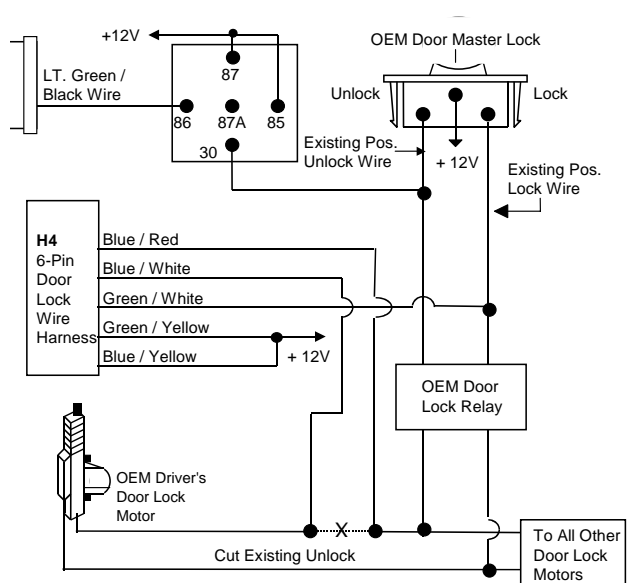 +12V
OEM Door Master Lock
87
LT. Green /
Black Wire
Unlock
Lock
86
87A
85
30
Existing Pos.
Unlock Wire
+ 12V
Existing Pos.
Lock Wire
H4
6-Pin
Door
Lock
Wire
Harness
Blue / Red
Blue / White
Green / White
Green / Yellow
Blue / Yellow
+ 12V
OEM Door
Lock Relay
OEM Driver's
Door Lock
Motor
X
Cut Existing Unlock
To All Other
Door Lock
Motors